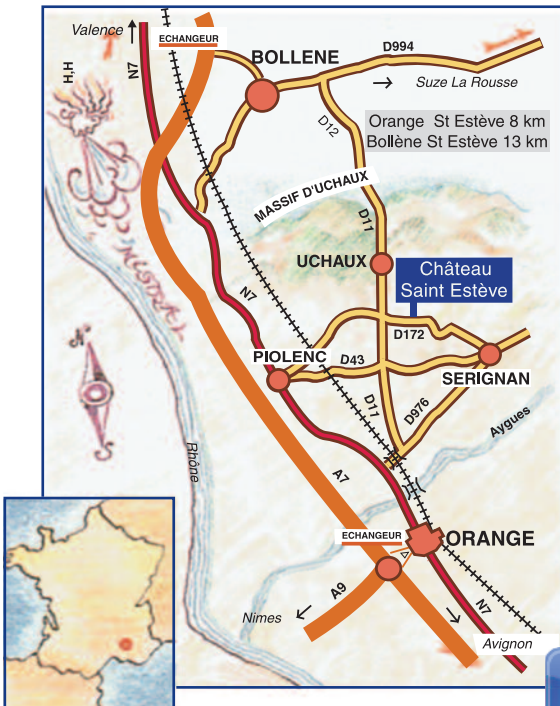 Valence
ECHANGEUR
BOLLENE
D994
Suze La Rousse
H,H
N7
D12
Orange St Estève 8 km
Bollène St Estève 13 km
MASSIF D'UCHAUX
D11
MISTRAL
UCHAUX
Château
Saint Estève
N7
D172
PIOLENC
D43
SERIGNAN
D11
D976
Aygues
Rhône
A7
ECHANGEUR
ORANGE
A9
N7
Nimes
Avignon